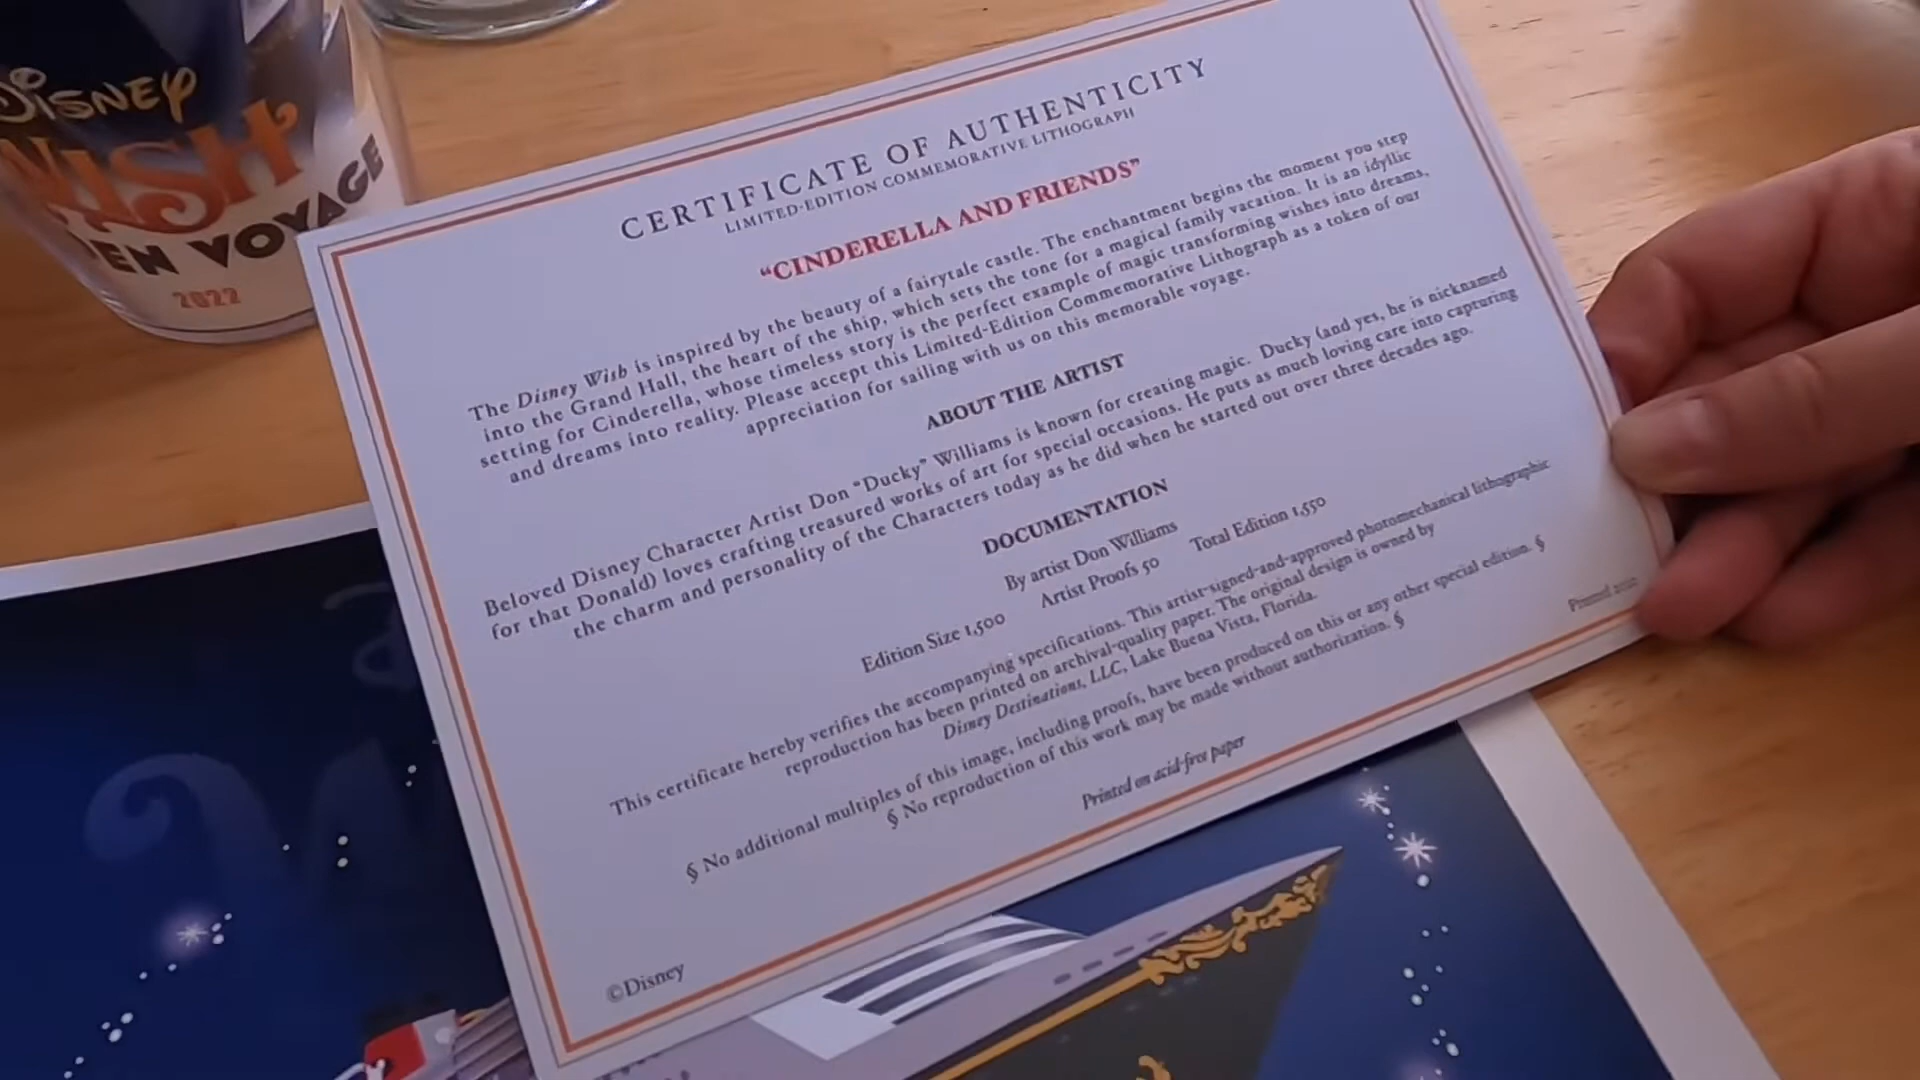 DISNEY
WISH
EN VOYAGE
2022
CERTIFICATE OF AUTHENTICITY
LIMITED-EDITION COMMEMORATIVE LITHOGRAPH
“CINDERELLA AND FRIENDS”
The Disney Wish is inspired by the beauty of a fairytale castle. The enchantment begins the moment you step
into the Grand Hall, the heart of the ship, which sets the tone for a magical family vacation. It is an idyllic
setting for Cinderella, whose timeless story is the perfect example of magic transforming wishes into dreams,
and dreams into reality. Please accept this Limited-Edition Commemorative Lithograph as a token of our
appreciation for sailing with us on this memorable voyage.
ABOUT THE ARTIST
Beloved Disney Character Artist Don “Ducky” Williams is known for creating magic. Ducky (and yes, he is nicknamed
for that Donald) loves crafting treasured works of art for special occasions. He puts as much loving care into capturing
the charm and personality of the Characters today as he did when he started out over three decades ago.
DOCUMENTATION
By artist Don Williams
Edition Size 1,500 Artist Proofs 50 Total Edition 1,550
This certificate hereby verifies the accompanying specifications. This artist-signed-and-approved photomechanical lithographic
reproduction has been printed on archival-quality paper. The original design is owned by
Disney Destinations, LLC, Lake Buena Vista, Florida.
§ No additional multiples of this image, including proofs, have been produced on this or any other special edition. §
§ No reproduction of this work may be made without authorization. §
Printed on acid-free paper
©Disney
Printed